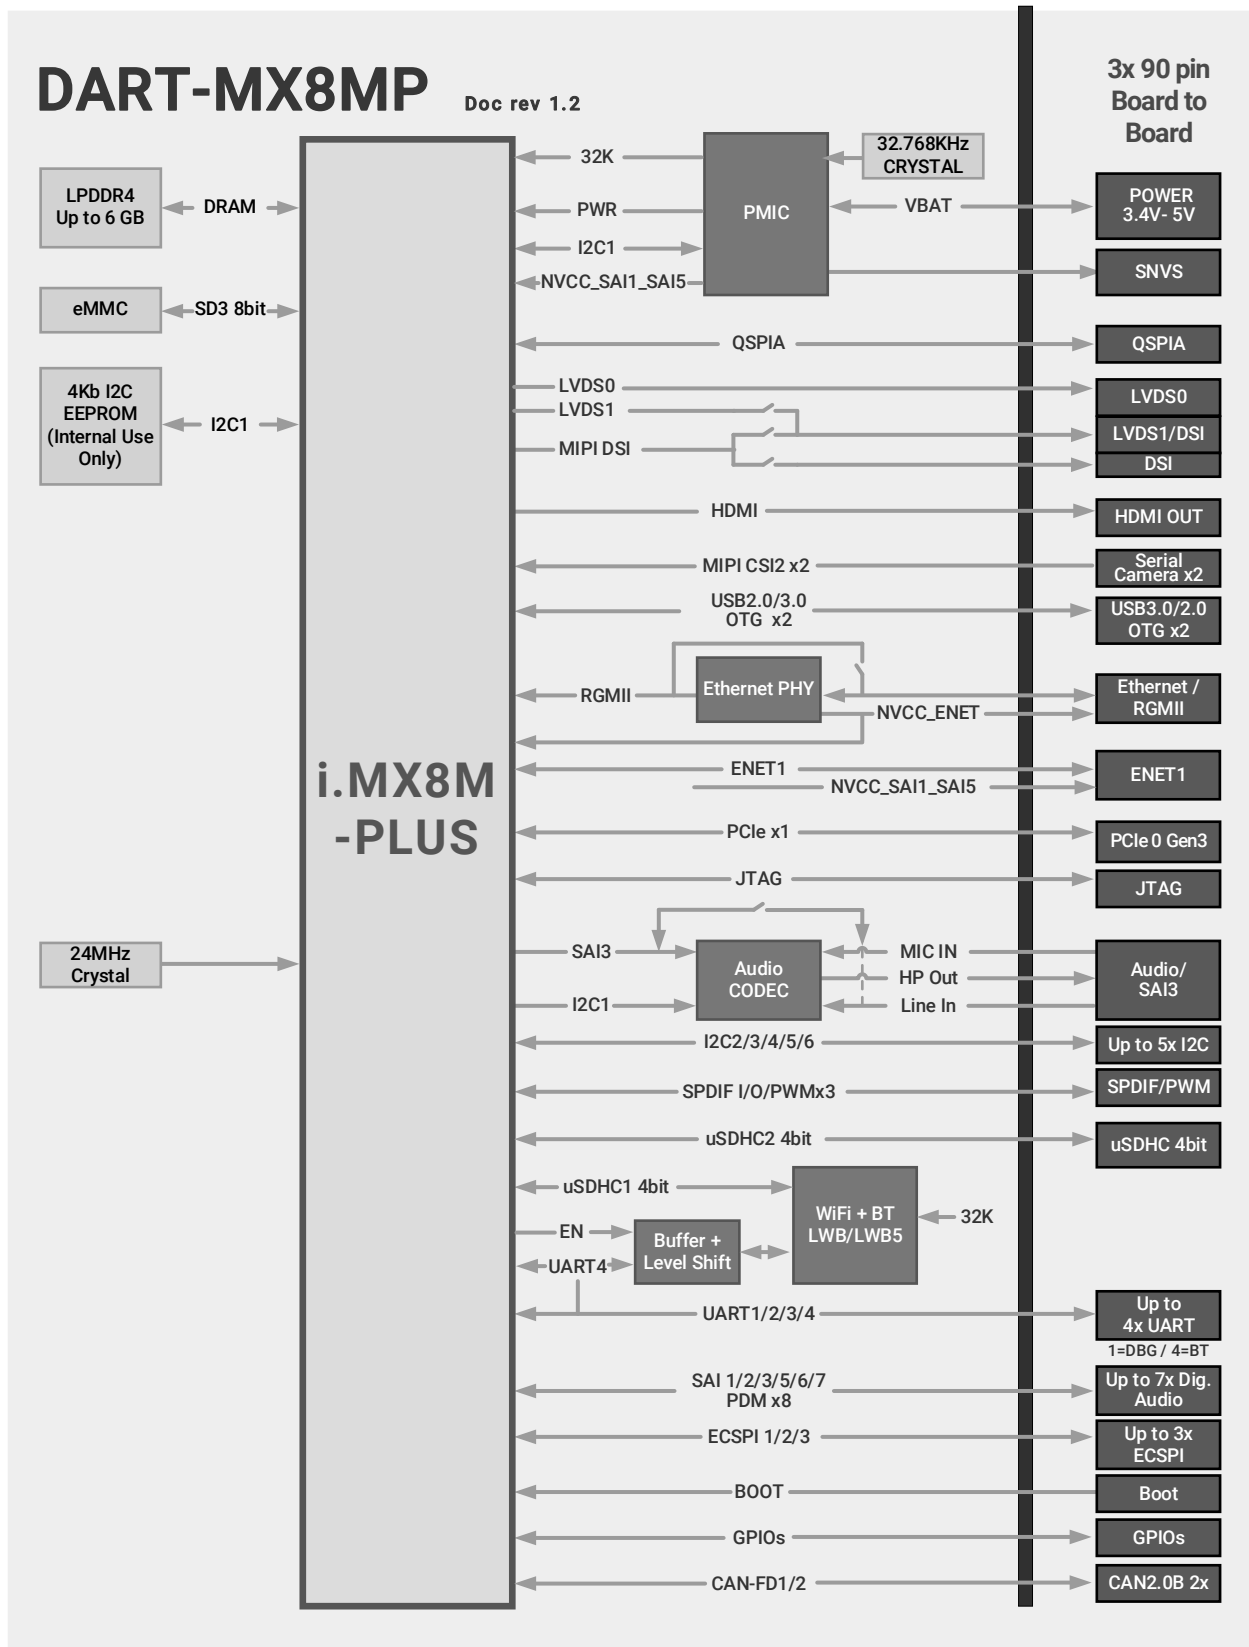 DART-MX8MP
Doc rev 1.2
3x 90 pin
Board to
Board
LPDDR4
Up to 6 GB
DRAM
eMMC
SD3 8bit
4Kb I2C
EEPROM
(Internal Use
Only)
I2C1
24MHz
Crystal
i.MX8M
-PLUS
32K
PWR
I2C1
NVCC_SAI1_SAI5
PMIC
32.768KHz
CRYSTAL
VBAT
POWER
3.4V- 5V
SNVS
QSPIA
QSPIA
LVDS0
LVDS0
LVDS1
LVDS1/DSI
MIPI DSI
DSI
HDMI
HDMI OUT
MIPI CSI2 x2
Serial
Camera x2
USB2.0/3.0
OTG x2
USB3.0/2.0
OTG x2
RGMII
Ethernet PHY
NVCC_ENET
Ethernet /
RGMII
ENET1
NVCC_SAI1_SAI5
ENET1
PCIe x1
PCIe 0 Gen3
JTAG
JTAG
SAI3
I2C1
Audio
CODEC
MIC IN
HP Out
Line In
Audio/
SAI3
I2C2/3/4/5/6
Up to 5x I2C
SPDIF I/O/PWMx3
SPDIF/PWM
uSDHC2 4bit
uSDHC 4bit
uSDHC1 4bit
WiFi + BT
LWB/LWB5
32K
EN
UART4
Buffer +
Level Shift
UART1/2/3/4
Up to
4x UART
1=DBG / 4=BT
SAI 1/2/3/5/6/7
PDM x8
Up to 7x Dig.
Audio
ECSPI 1/2/3
Up to 3x
ECSPI
BOOT
Boot
GPIOs
GPIOs
CAN-FD1/2
CAN2.0B 2x